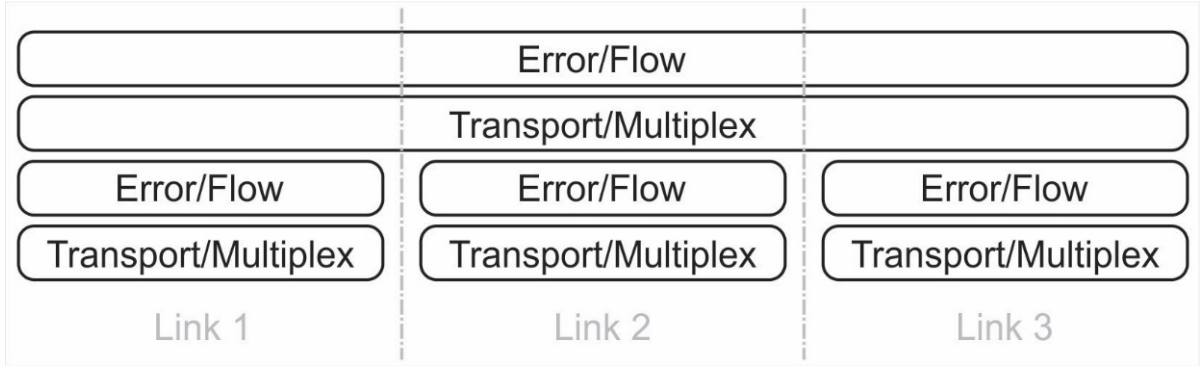 Error/Flow
Transport/Multiplex
Error/Flow Error/Flow Error/Flow
Transport/Multiplex Transport/Multiplex Transport/Multiplex
Link 1 Link 2 Link 3